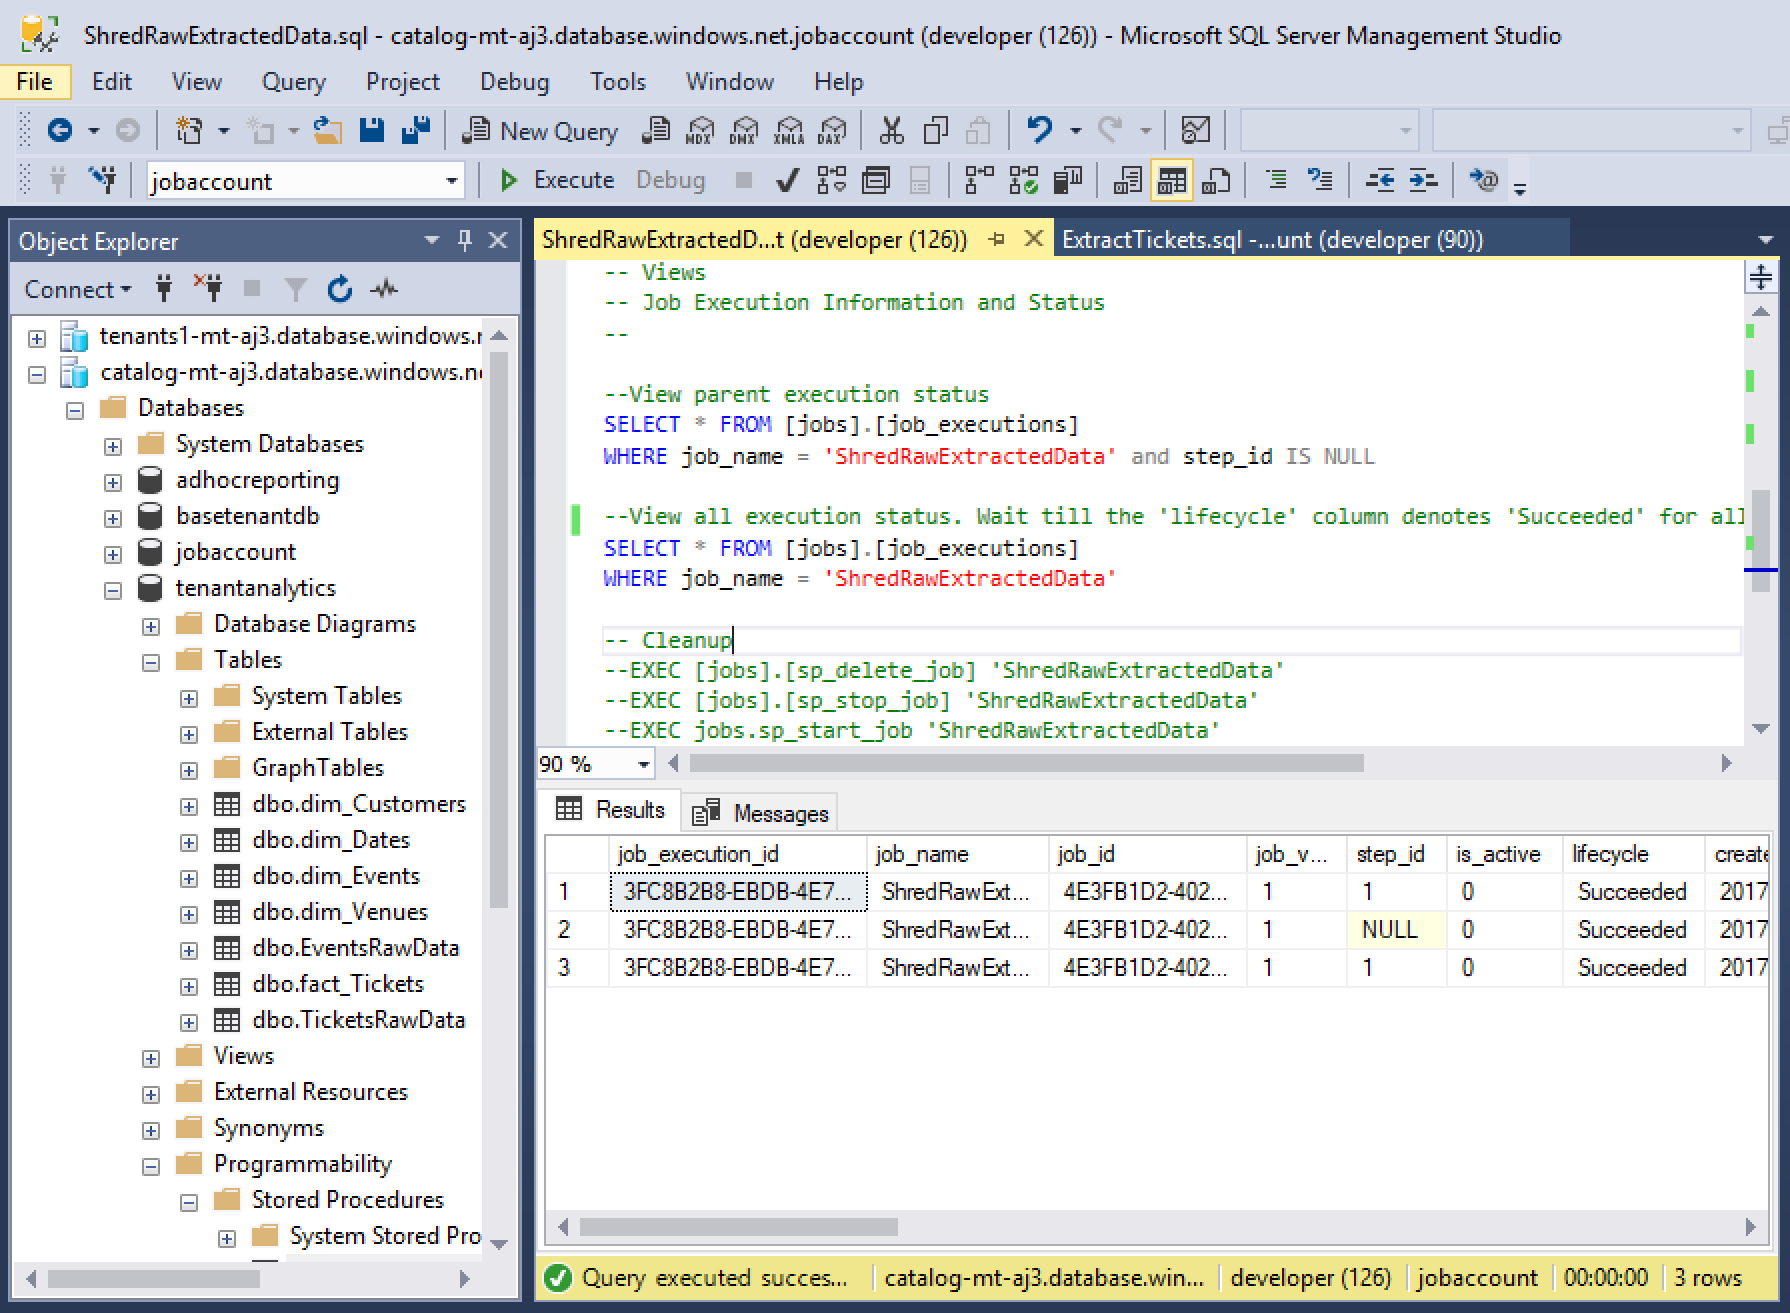 ShredRawExtractedData.sql - catalog-mt-aj3.database.windows.net.jobaccount (developer (126)) - Microsoft SQL Server Management Studio
File Edit View Query Project Debug Tools Window Help
New Query MDX DMX XMLA DAX
jobaccount Execute Debug
Object Explorer
Connect
tenants1-mt-aj3.database.windows.n
catalog-mt-aj3.database.windows.ne
Databases
System Databases
adhocreporting
basetenantdb
jobaccount
tenantanalytics
Database Diagrams
Tables
System Tables
External Tables
GraphTables
dbo.dim_Customers
dbo.dim_Dates
dbo.dim_Events
dbo.dim_Venues
dbo.EventsRawData
dbo.fact_Tickets
dbo.TicketsRawData
Views
External Resources
Synonyms
Programmability
Stored Procedures
System Stored Pro
ShredRawExtractedD...t (developer (126)) ExtractTickets.sql -...unt (developer (90))
-- Views
-- Job Execution Information and Status
--
--View parent execution status
SELECT * FROM [jobs].[job_executions]
WHERE job_name = 'ShredRawExtractedData' and step_id IS NULL
--View all execution status. Wait till the 'lifecycle' column denotes 'Succeeded' for all
SELECT * FROM [jobs].[job_executions]
WHERE job_name = 'ShredRawExtractedData'
-- Cleanup
--EXEC [jobs].[sp_delete_job] 'ShredRawExtractedData'
--EXEC [jobs].[sp_stop_job] 'ShredRawExtractedData'
--EXEC jobs.sp_start_job 'ShredRawExtractedData'
90 %
Results Messages
job_execution_id job_name job_id job_v... step_id is_active lifecycle create
1 3FC8B2B8-EBDB-4E7... ShredRawExt... 4E3FB1D2-402... 1 1 0 Succeeded 2017
2 3FC8B2B8-EBDB-4E7... ShredRawExt... 4E3FB1D2-402... 1 NULL 0 Succeeded 2017
3 3FC8B2B8-EBDB-4E7... ShredRawExt... 4E3FB1D2-402... 1 1 0 Succeeded 2017
Query executed succes... catalog-mt-aj3.database.win... developer (126) jobaccount 00:00:00 3 rows